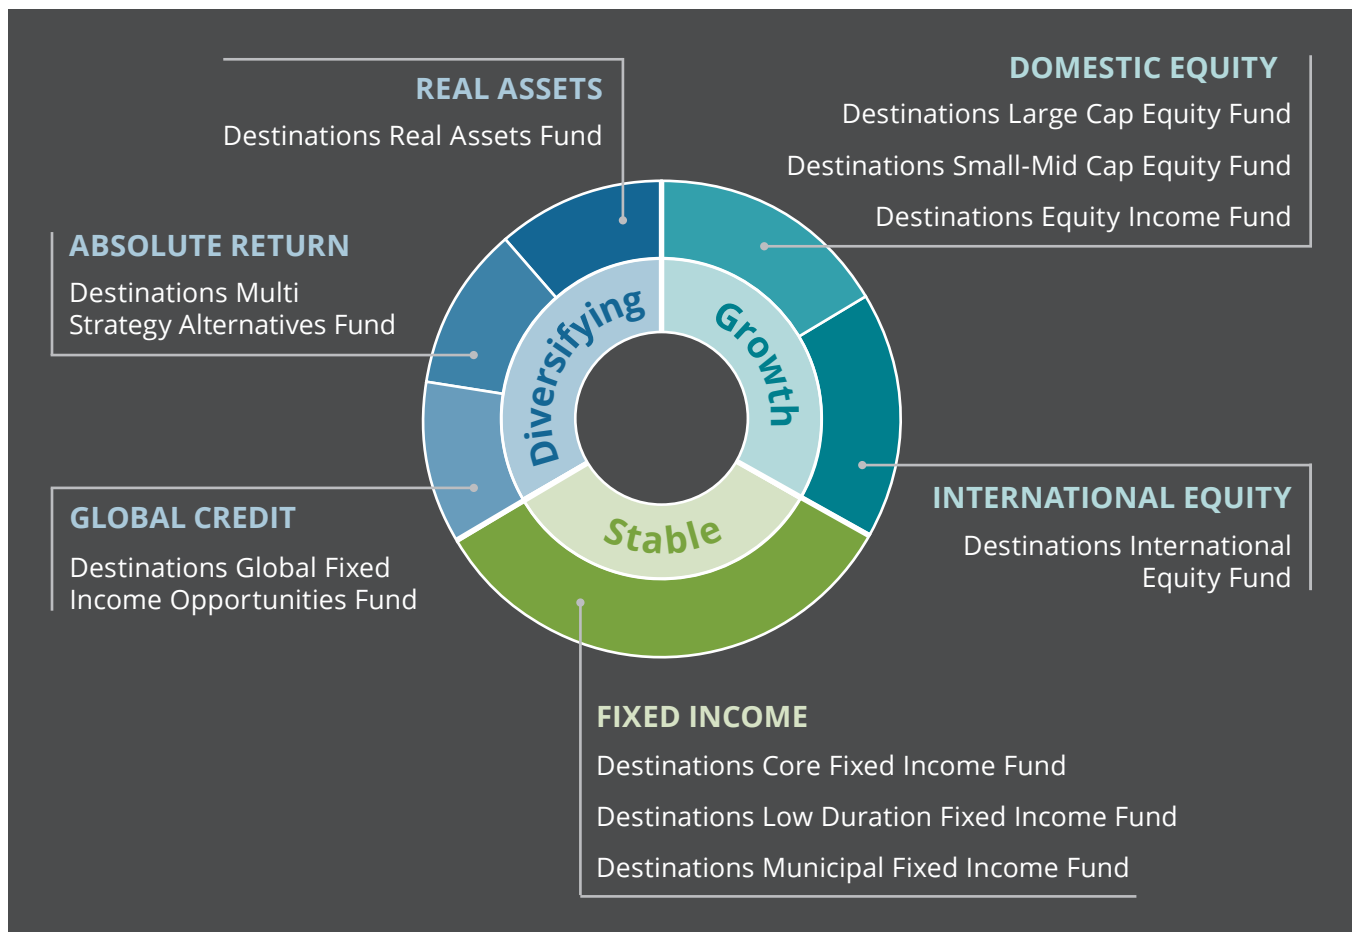 REAL ASSETS
Destinations Real Assets Fund
DOMESTIC EQUITY
Destinations Large Cap Equity Fund
Destinations Small-Mid Cap Equity Fund
Destinations Equity Income Fund
ABSOLUTE RETURN
Destinations Multi
Strategy Alternatives Fund
Diversifying
Growth
Stable
GLOBAL CREDIT
Destinations Global Fixed
Income Opportunities Fund
INTERNATIONAL EQUITY
Destinations International
Equity Fund
FIXED INCOME
Destinations Core Fixed Income Fund
Destinations Low Duration Fixed Income Fund
Destinations Municipal Fixed Income Fund